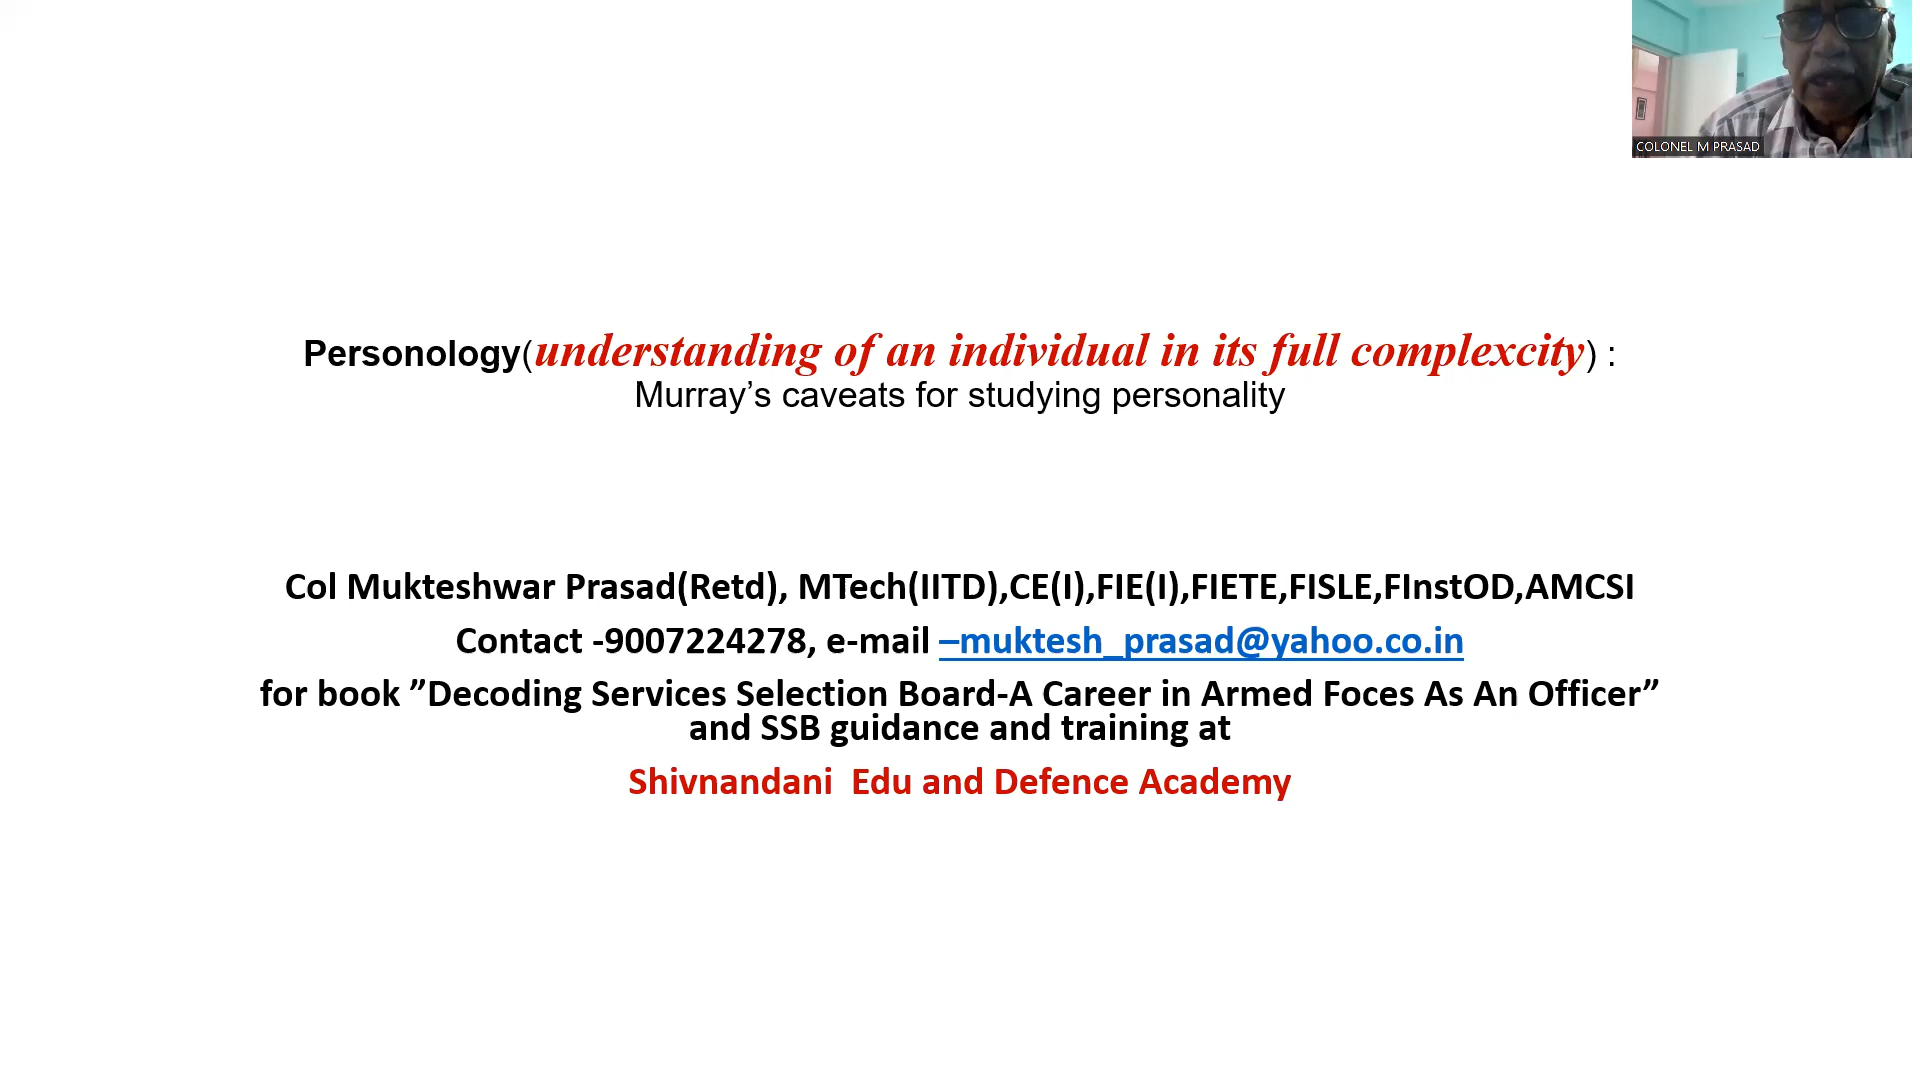 COLONEL M PRASAD
Personology(understanding of an individual in its full complexcity) :
Murray’s caveats for studying personality
Col Mukteshwar Prasad(Retd), MTech(IITD),CE(I),FIE(I),FIETE,FISLE,FInstOD,AMCSI
Contact -9007224278, e-mail –muktesh_prasad@yahoo.co.in
for book ”Decoding Services Selection Board-A Career in Armed Foces As An Officer”
and SSB guidance and training at
Shivnandani  Edu and Defence Academy